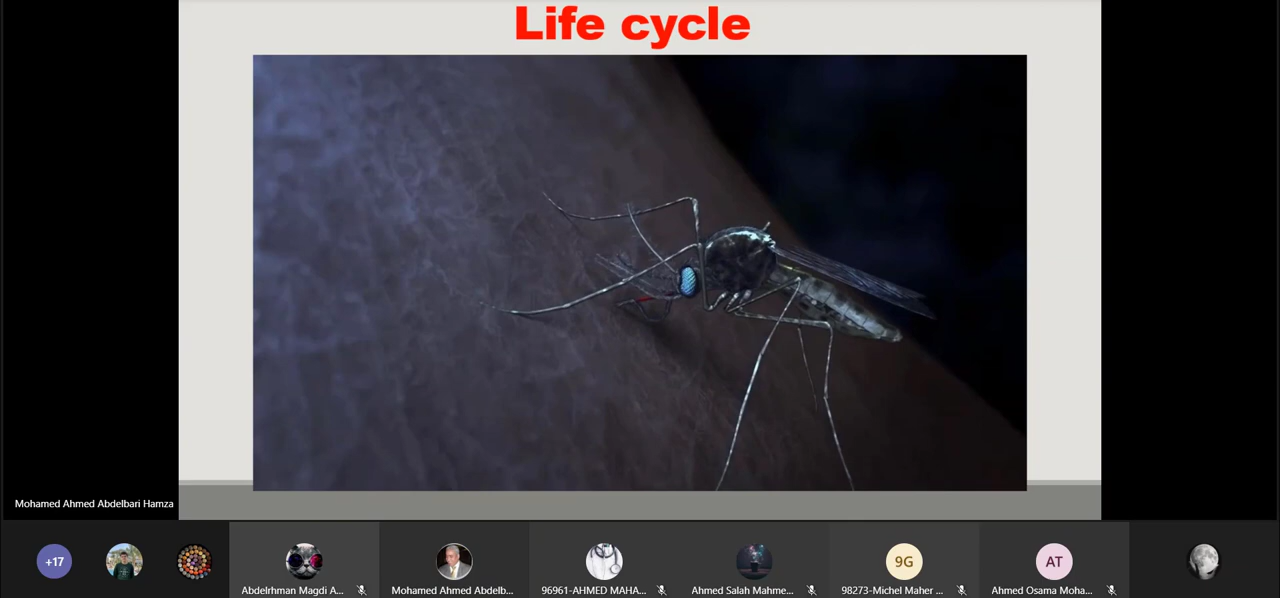 Life cycle
Mohamed Ahmed Abdelbari Hamza
+17
Abdelrhman Magdi A...
Mohamed Ahmed Abdelb...
96961-AHMED MAHA...
Ahmed Salah Mahme...
9G
98273-Michel Maher ...
AT
Ahmed Osama Moha...